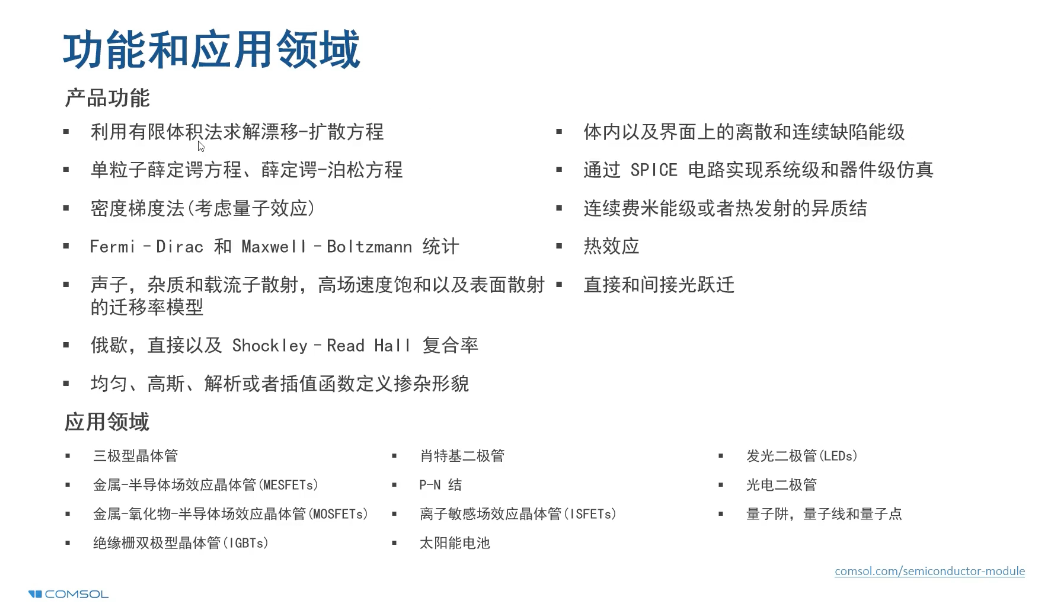 功能和应用领域
产品功能
▪ 利用有限体积法求解漂移-扩散方程
▪ 单粒子薛定谔方程、薛定谔-泊松方程
▪ 密度梯度法(考虑量子效应)
▪ Fermi–Dirac 和 Maxwell–Boltzmann 统计
▪ 声子，杂质和载流子散射，高场速度饱和以及表面散射
的迁移率模型
▪ 俄歇，直接以及 Shockley–Read Hall 复合率
▪ 均匀、高斯、解析或者插值函数定义掺杂形貌
▪ 体内以及界面上的离散和连续缺陷能级
▪ 通过 SPICE 电路实现系统级和器件级仿真
▪ 连续费米能级或者热发射的异质结
▪ 热效应
▪ 直接和间接光跃迁
应用领域
▪ 三极型晶体管
▪ 金属-半导体场效应晶体管(MESFETs)
▪ 金属-氧化物-半导体场效应晶体管(MOSFETs)
▪ 绝缘栅双极型晶体管(IGBTs)
▪ 肖特基二极管
▪ P-N 结
▪ 离子敏感场效应晶体管(ISFETs)
▪ 太阳能电池
▪ 发光二极管(LEDs)
▪ 光电二极管
▪ 量子阱，量子线和量子点
comsol.com/semiconductor-module
COMSOL